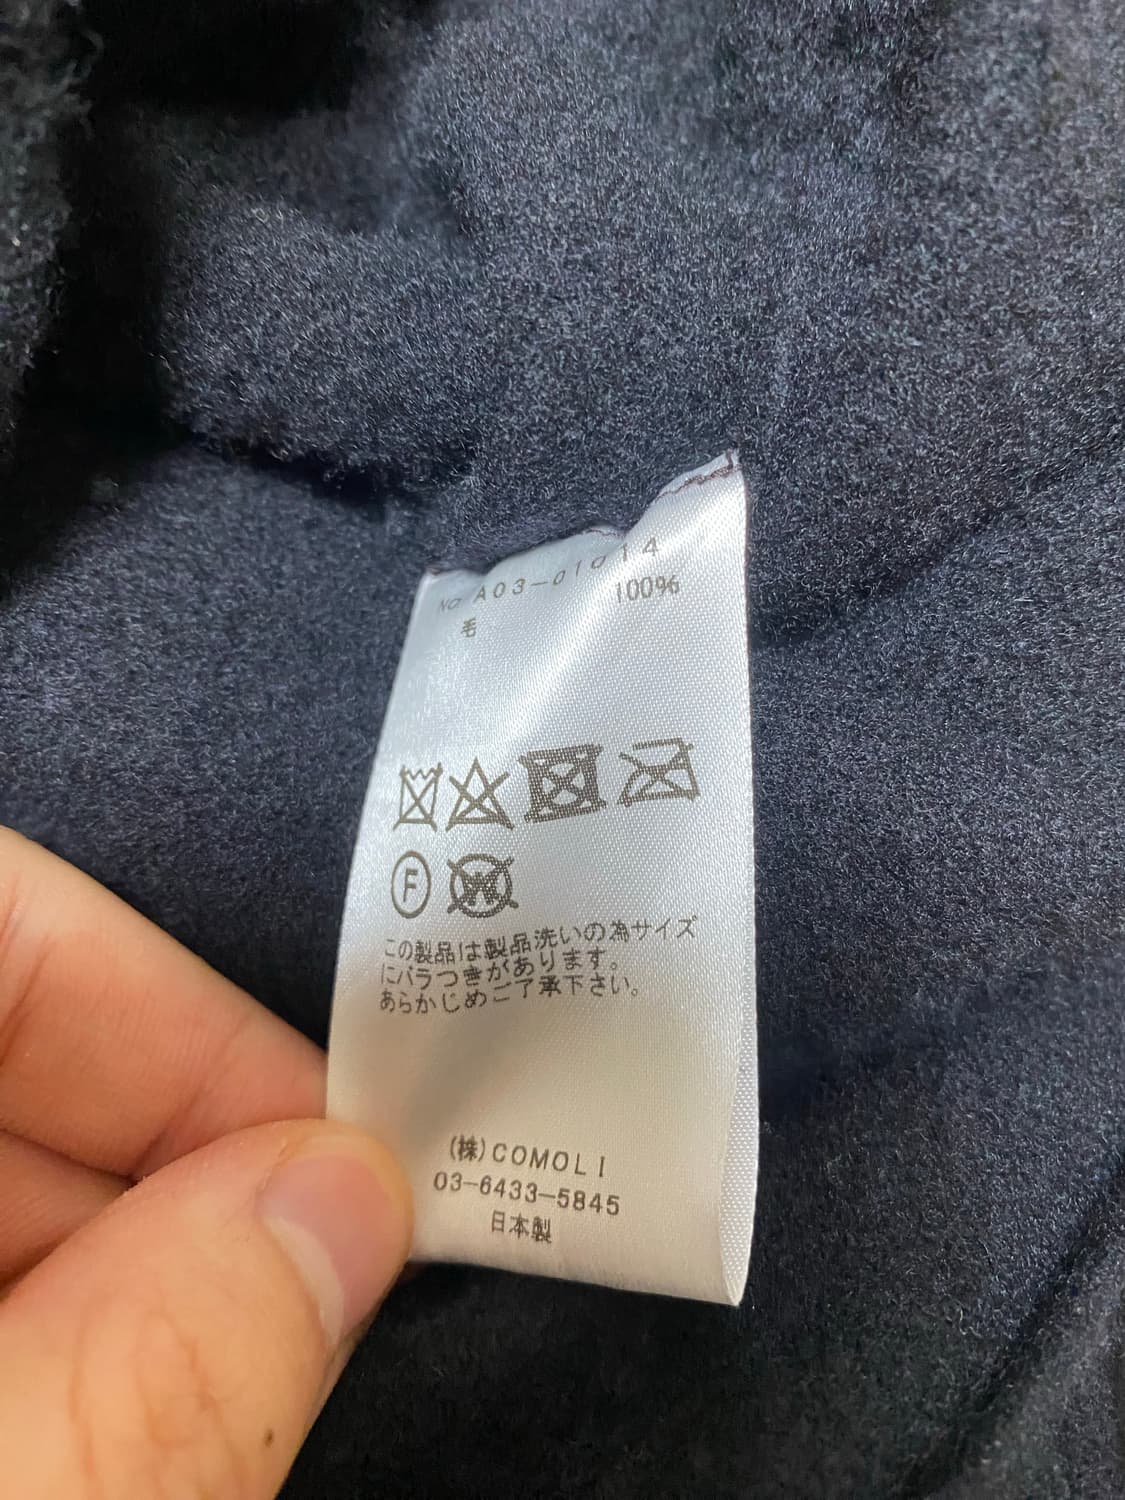 No A03-01014
毛 100%
F
W
この製品は製品洗いの為サイズ
にバラつきがあります。
あらかじめご了承下さい。
(株)COMOLI
03-6433-5845
日本製